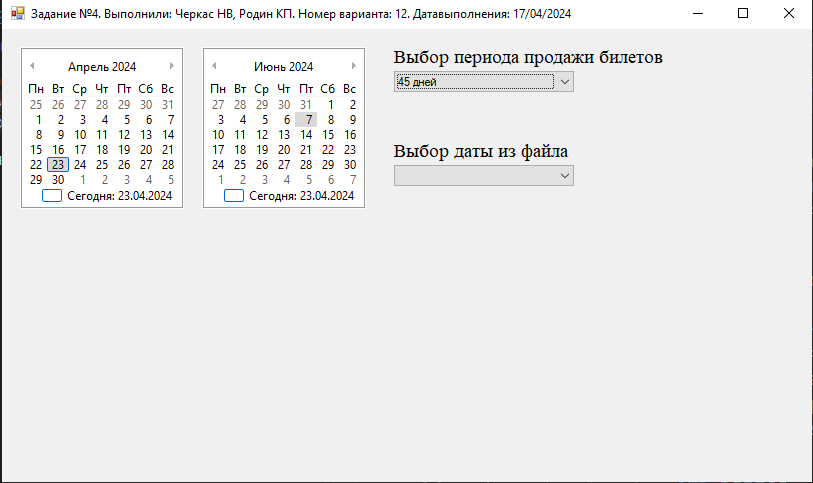 Задание №4. Выполнили: Черкас НВ, Родин КП. Номер варианта: 12. Датавыполнения: 17/04/2024
Апрель 2024
Пн Вт Ср Чт Пт Сб Вс
25 26 27 28 29 30 31
1 2 3 4 5 6 7
8 9 10 11 12 13 14
15 16 17 18 19 20 21
22 23 24 25 26 27 28
29 30 1 2 3 4 5
Сегодня: 23.04.2024
Июнь 2024
Пн Вт Ср Чт Пт Сб Вс
27 28 29 30 31 1 2
3 4 5 6 7 8 9
10 11 12 13 14 15 16
17 18 19 20 21 22 23
24 25 26 27 28 29 30
1 2 3 4 5 6 7
Сегодня: 23.04.2024
Выбор периода продажи билетов
45 дней
Выбор даты из файла